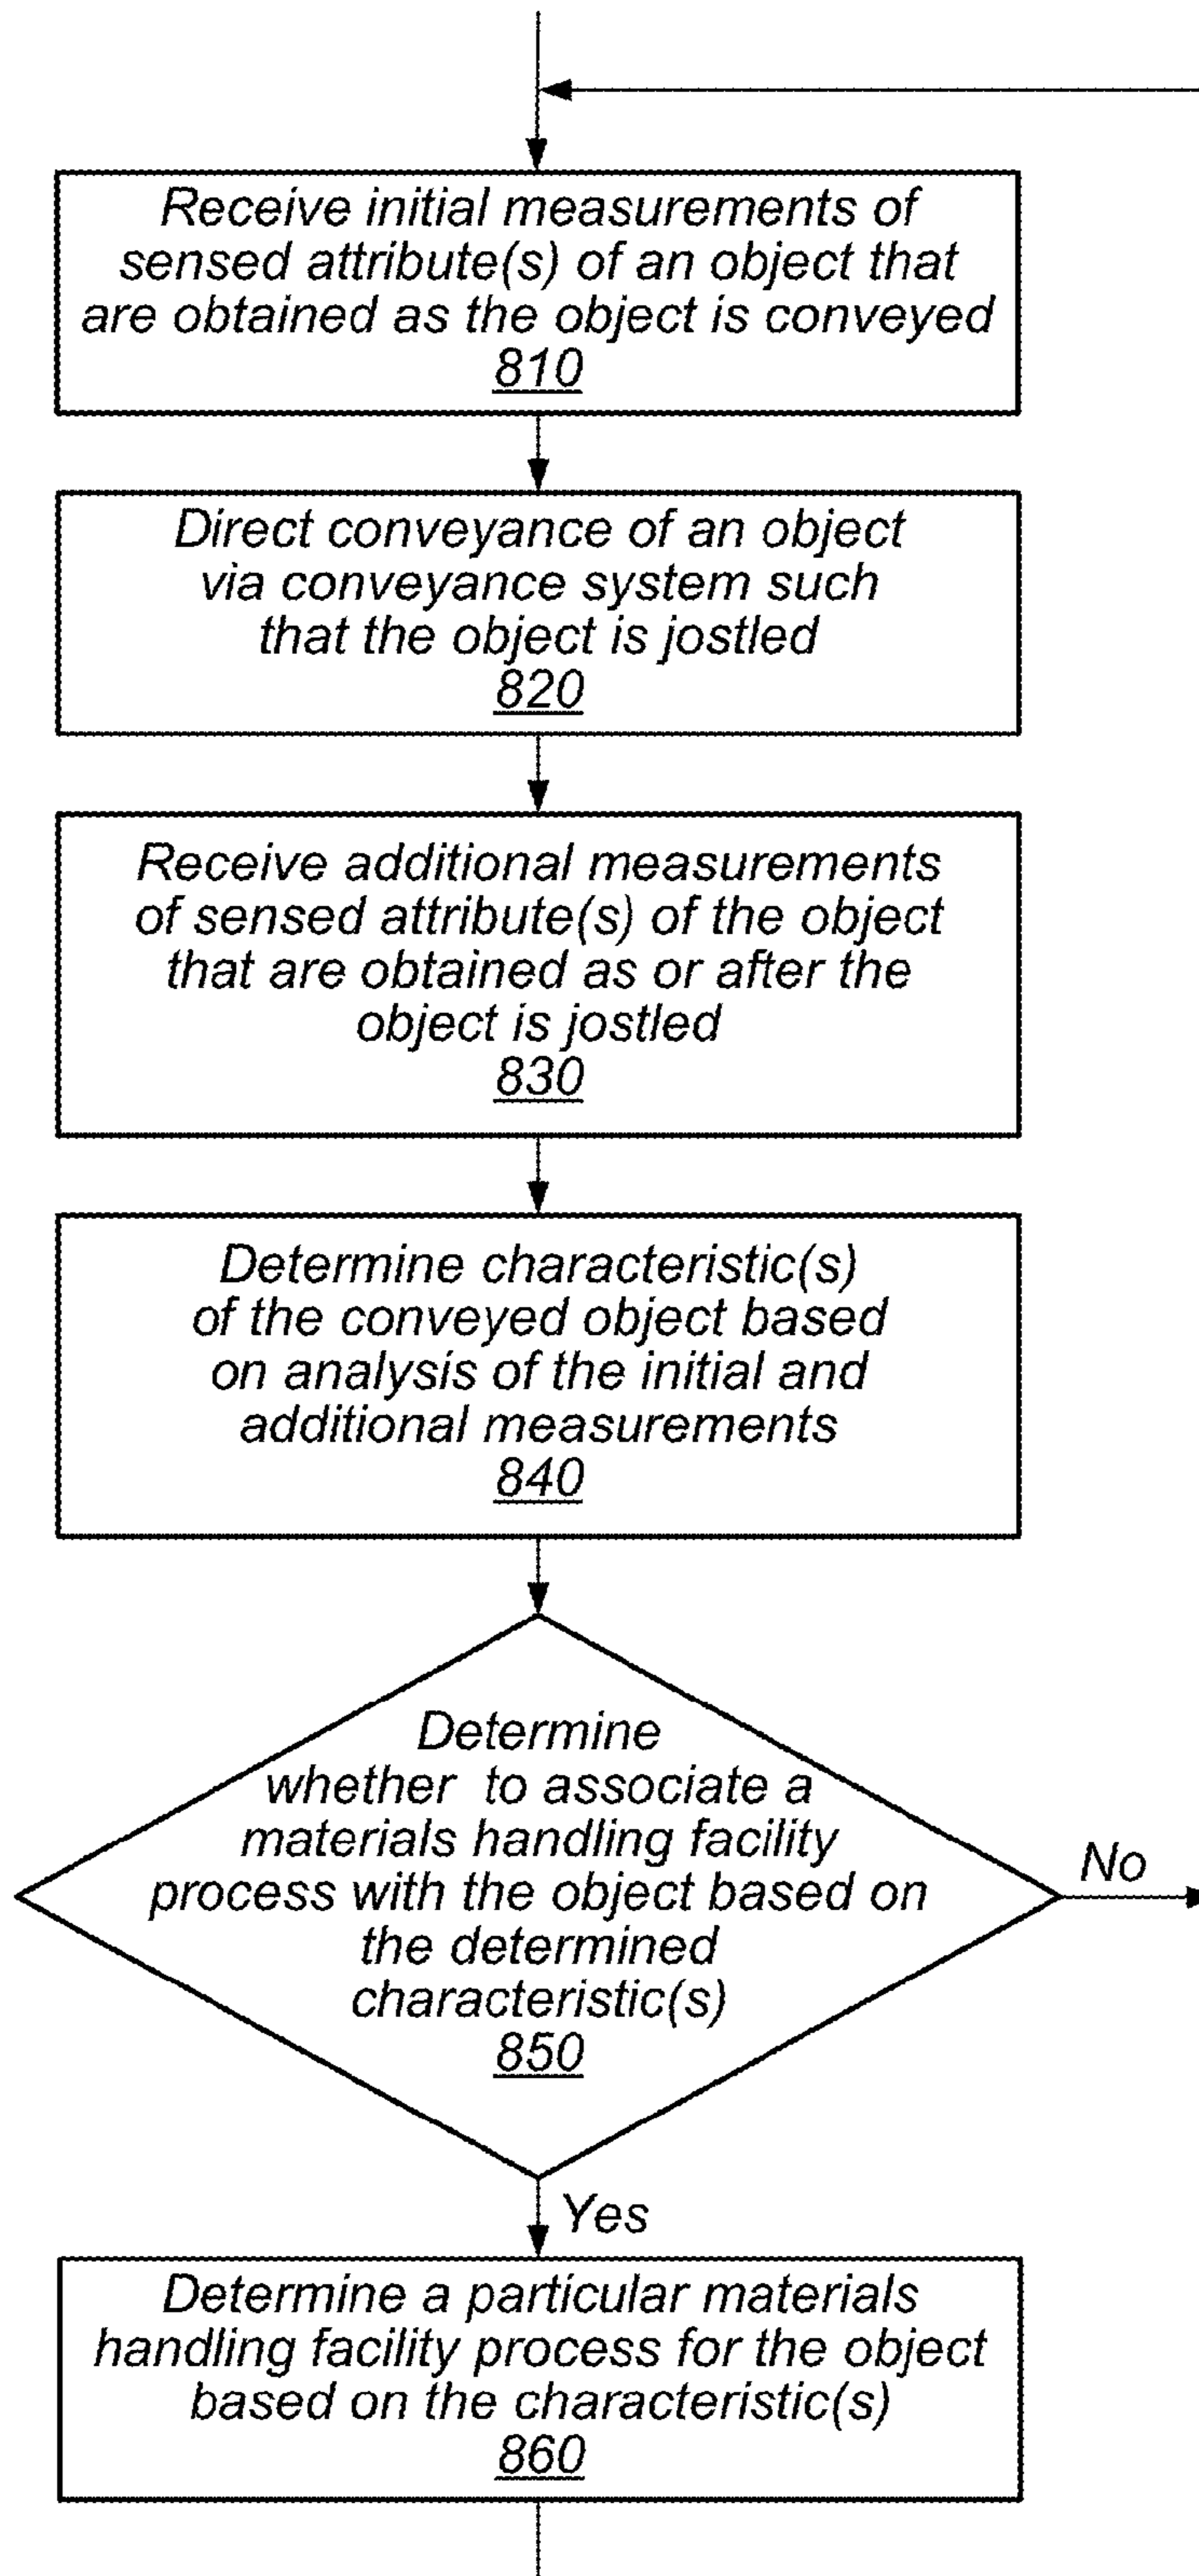 Receive initial measurements of
sensed attribute(s) of an object that
are obtained as the object is conveyed
810
Direct conveyance of an object
via conveyance system such
that the object is jostled
820
Receive additional measurements
of sensed attribute(s) of the object
that are obtained as or after the
object is jostled
830
Determine characteristic(s)
of the conveyed object based
on analysis of the initial and
additional measurements
840
Determine
whether  to associate a
materials handling facility
process with the object based on
the determined
characteristic(s)
850
No
Yes
Determine a particular materials
handling facility process for the object
based on the characteristic(s)
860